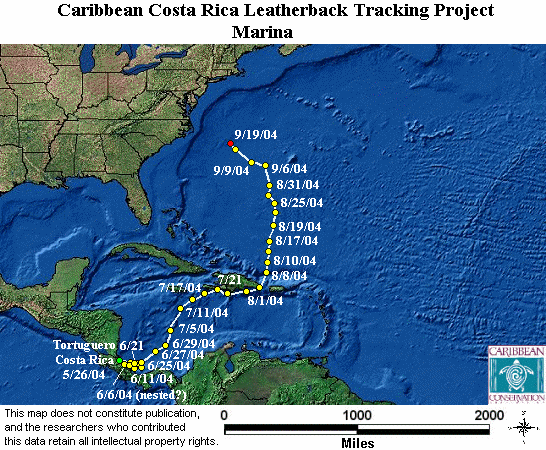 Caribbean Costa Rica Leatherback Tracking Project
Marina
9/19/04
9/9/04
9/6/04
8/31/04
8/25/04
8/19/04
8/17/04
8/10/04
8/8/04
7/21
7/17/04
8/1/04
7/11/04
7/5/04
Tortuguero
6/21
6/29/04
Costa Rica
6/27/04
5/26/04
6/25/04
6/11/04
6/6/04 (nested?)
CARIBBEAN
CONSERVATION
This map does not constitute publication,
and the researchers who contributed
this data retain all intellectual property rights.
0
1000
2000
Miles